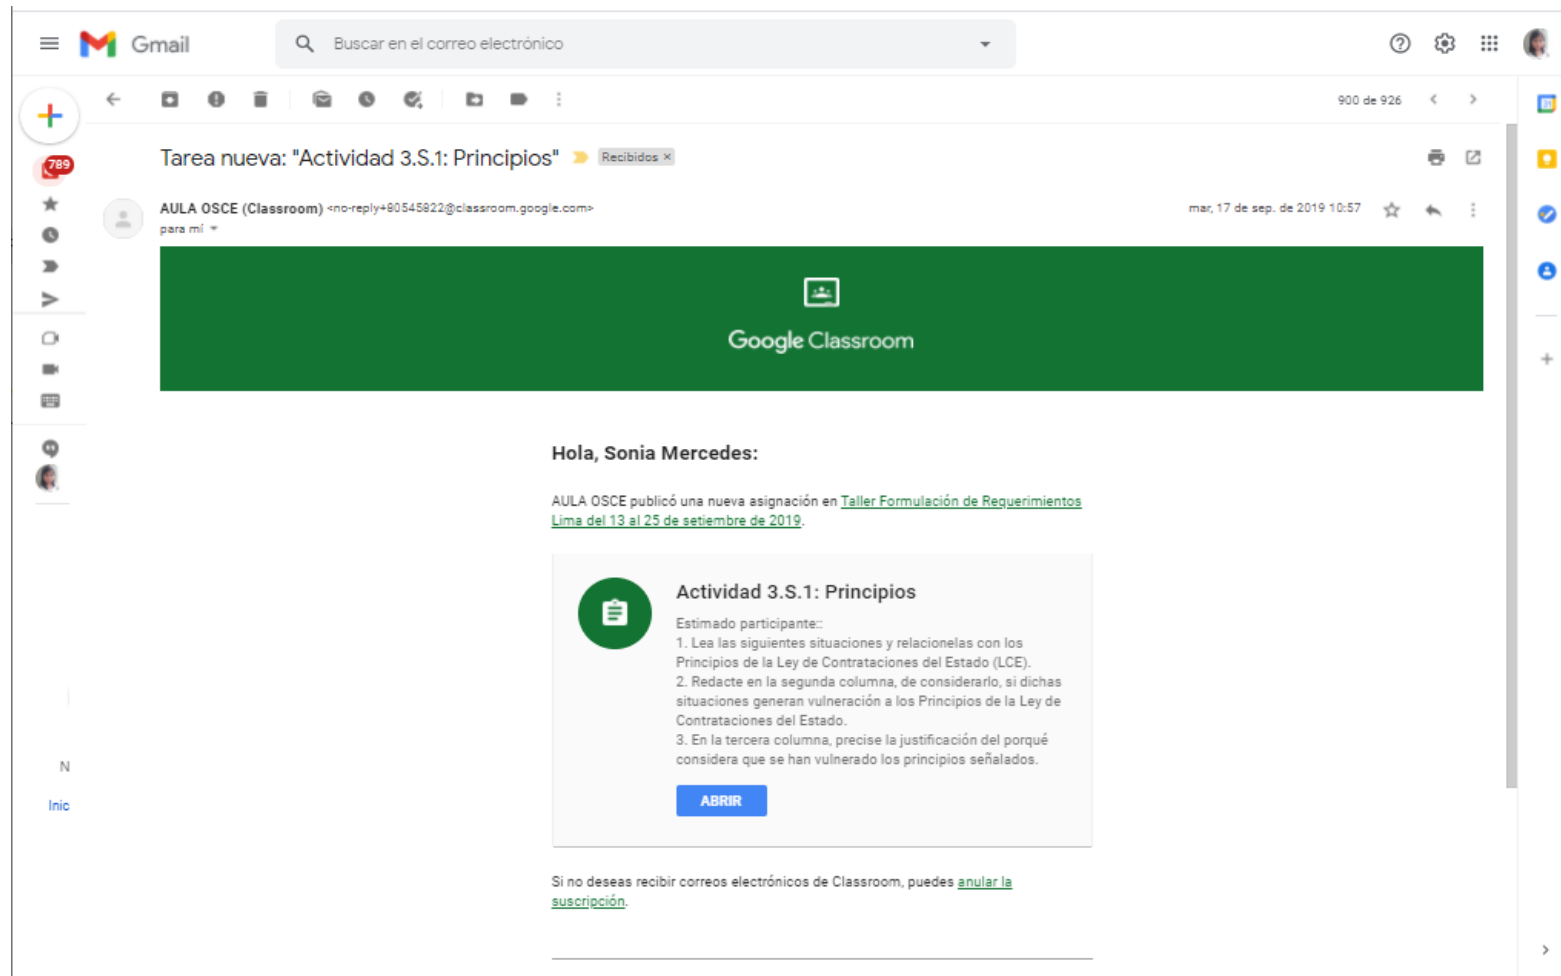 Gmail
Buscar en el correo electrónico
900 de 926
31
789
Tarea nueva: "Actividad 3.S.1: Principios"
Recibidos ×
AULA OSCE (Classroom) <no-reply+80545822@classroom.google.com>
mar, 17 de sep. de 2019 10:57
para mí
Google Classroom
Hola, Sonia Mercedes:
AULA OSCE publicó una nueva asignación en Taller Formulación de Requerimientos
Lima del 13 al 25 de setiembre de 2019.
Actividad 3.S.1: Principios
Estimado participante::
1. Lea las siguientes situaciones y relacionelas con los
Principios de la Ley de Contrataciones del Estado (LCE).
2. Redacte en la segunda columna, de considerarlo, si dichas
situaciones generan vulneración a los Principios de la Ley de
Contrataciones del Estado.
3. En la tercera columna, precise la justificación del porqué
considera que se han vulnerado los principios señalados.
N
Inic
ABRIR
Si no deseas recibir correos electrónicos de Classroom, puedes anular la
suscripción.